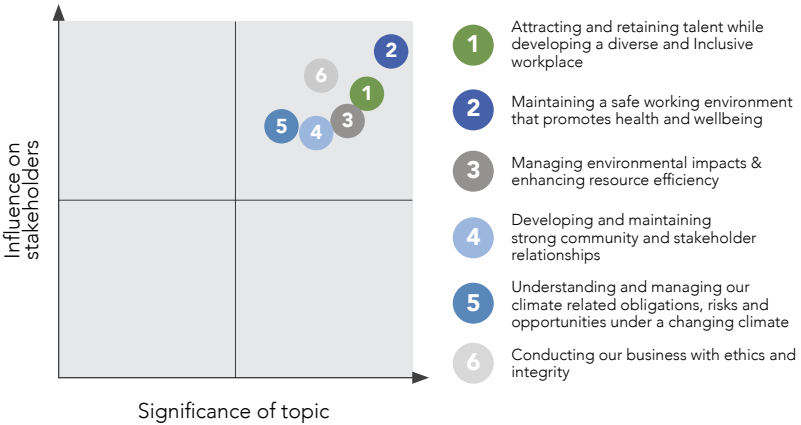 Influence on
stakeholders
2
6
1
3
5
4
Significance of topic
1
Attracting and retaining talent while
developing a diverse and Inclusive
workplace
2
Maintaining a safe working environment
that promotes health and wellbeing
3
Managing environmental impacts &
enhancing resource efficiency
4
Developing and maintaining
strong community and stakeholder
relationships
5
Understanding and managing our
climate related obligations, risks and
opportunities under a changing climate
6
Conducting our business with ethics and
integrity